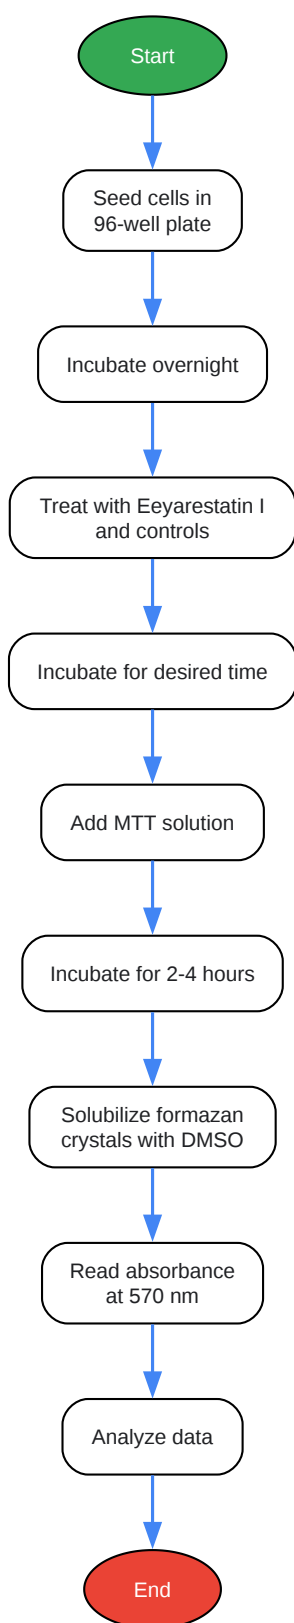 Start
Seed cells in
96-well plate
Incubate overnight
Treat with Eeyarestatin I
and controls
Incubate for desired time
Add MTT solution
Incubate for 2-4 hours
Solubilize formazan
crystals with DMSO
Read absorbance
at 570 nm
Analyze data
End